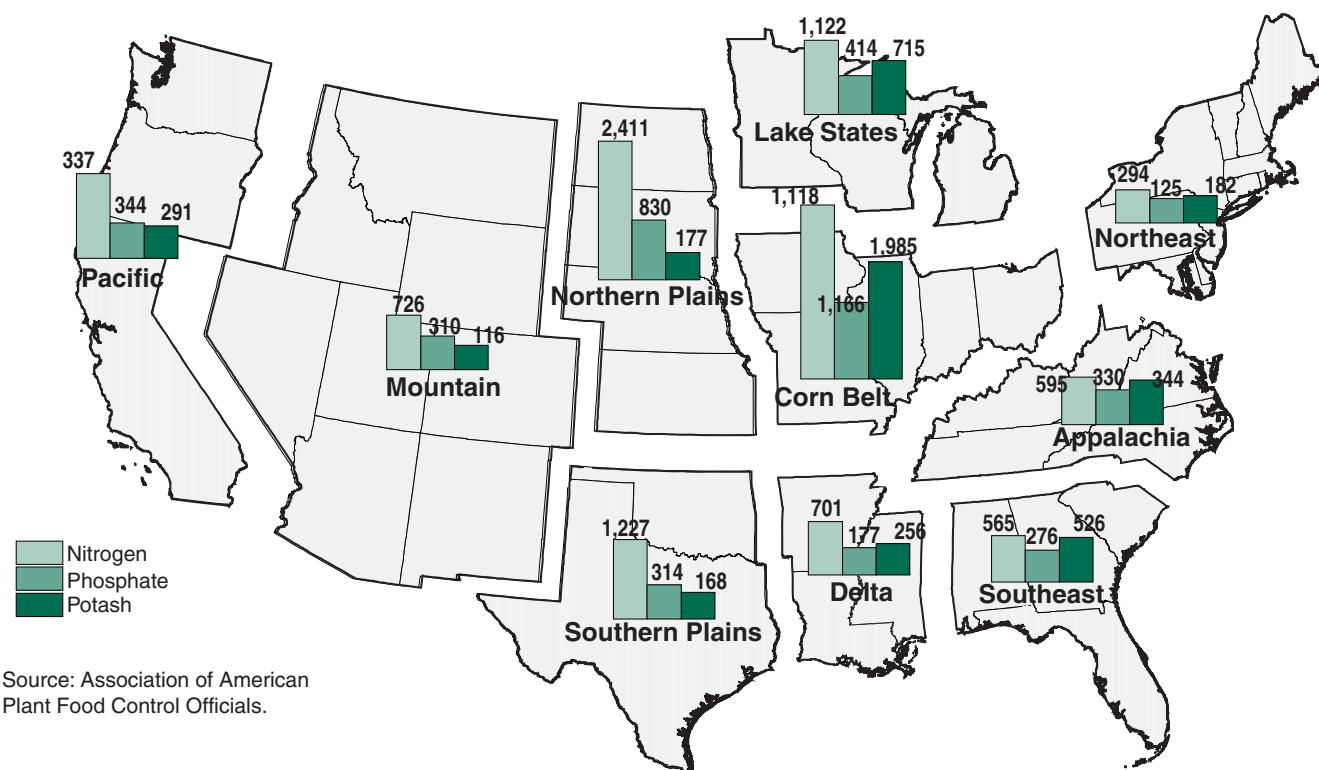 1,122
414
715
Lake States
2,411
830
177
Northern Plains
337
344
291
Pacific
294
125
182
Northeast
1,118
1,166
1,985
Corn Belt
726
310
116
Mountain
595
330
344
Appalachia
1,227
314
168
Southern Plains
701
177
256
Delta
565
276
526
Southeast
Nitrogen
Phosphate
Potash
Source: Association of American
Plant Food Control Officials.